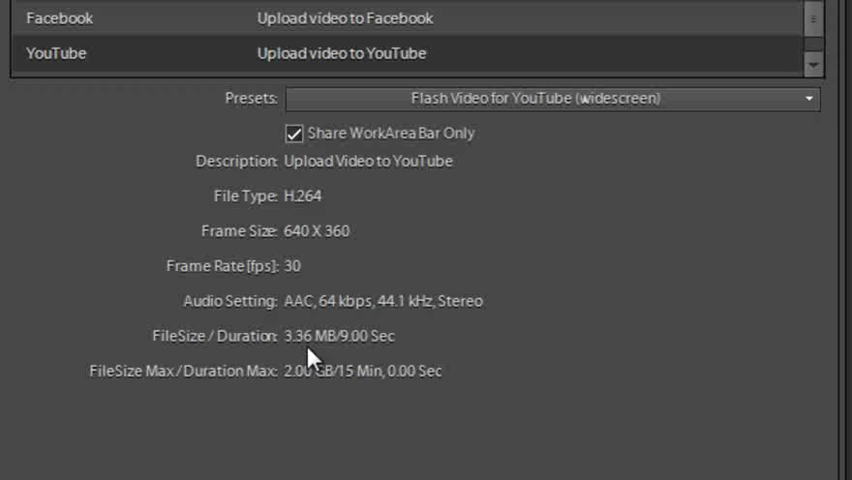 Facebook Upload video to Facebook
YouTube Upload video to YouTube
Presets: Flash Video for YouTube (widescreen)
Share WorkArea Bar Only
Description: Upload Video to YouTube
File Type: H.264
Frame Size: 640 X 360
Frame Rate[fps]: 30
Audio Setting: AAC, 64 kbps, 44.1 kHz, Stereo
FileSize / Duration: 3.36 MB/9.00 Sec
FileSize Max/Duration Max: 2.00 GB/15 Min, 0.00 Sec